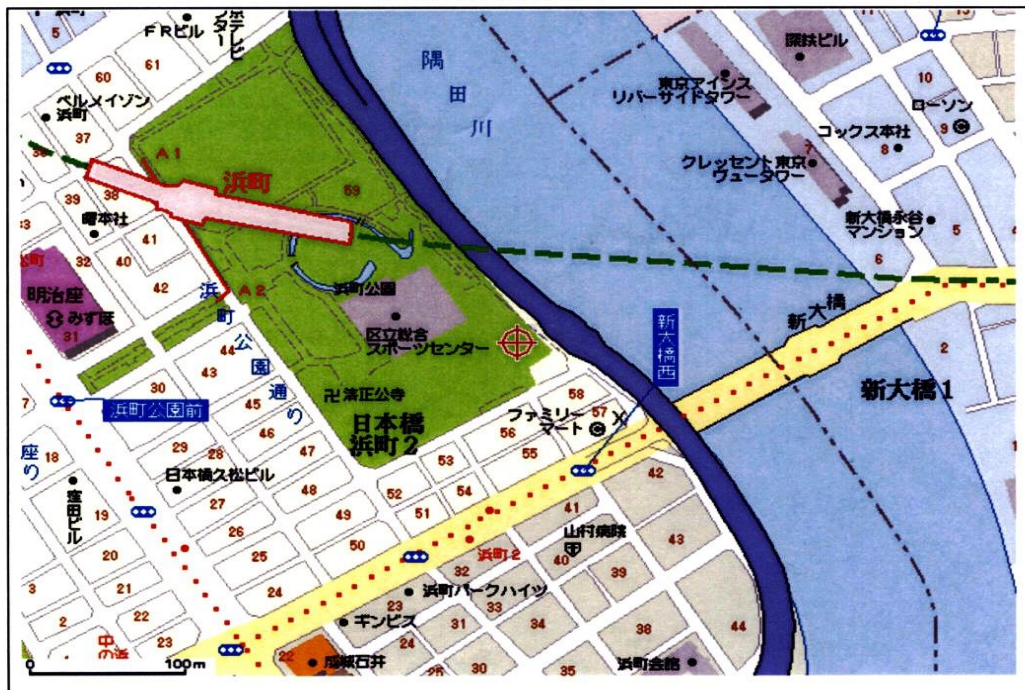 5
FRビル
60
61
ベルメイゾン
浜町
37
A1
浜町
39
38
曙本社
41
32
40
明治座
みずほ
31
42
A2
浜町公園通り
59
浜町公園
区立総合
スポーツセンター
清正公寺
日本橋
浜町2
隅田川
深鉄ビル
東京アインス
リバーサイドタワー
10
ローソン
9
コックス本社
8
7
クレッセント東京
ヴュータワー
新大橋永谷
マンション
5
6
新大橋
2
新大橋1
新大橋西
浜町公園前
30
43
44
45
46
47
48
49
50
29
28
日本橋久松ビル
27
26
25
24
18
窪田ビル
19
20
21
22
23
3
2
52
51
53
54
55
56
57
58
ファミリー
マート
42
41
山村病院
43
40
39
浜町2
32
浜町パークハイツ
23
33
ギンビス
31
34
24
22
成城石井
25
30
35
38
浜町会館
44
0
100m